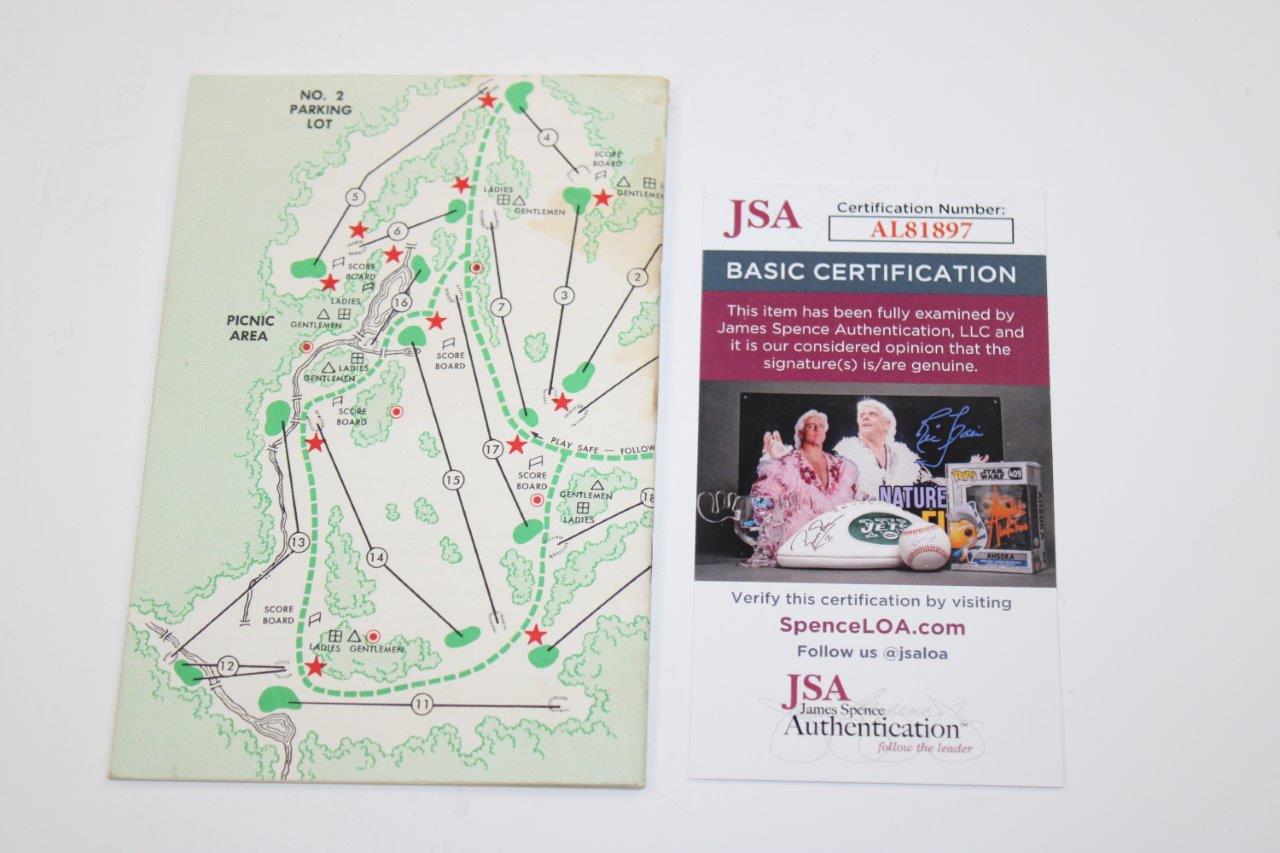 NO. 2
PARKING
LOT
4
SCORE
BOARD
GENTLEMEN
5
LADIES
GENTLEMEN
6
SCORE
BOARD
2
16
7
3
LADIES
GENTLEMEN
PICNIC
AREA
SCORE
BOARD
LADIES
GENTLEMEN
SCORE
BOARD
PLAY SAFE — FOLLOW
17
SCORE
BOARD
15
GENTLEMEN
LADIES
18
13
14
SCORE
BOARD
LADIES GENTLEMEN
12
11
JSA
Certification Number:
AL81897
BASIC CERTIFICATION
This item has been fully examined by
James Spence Authentication, LLC and
it is our considered opinion that the
signature(s) is/are genuine.
NATURE
JETS
POP!
STAR
WARS
409
AHSOKA
AHSOKA
Verify this certification by visiting
SpenceLOA.com
Follow us @jsaloa
JSA
James Spence
Authentication™
follow the leader